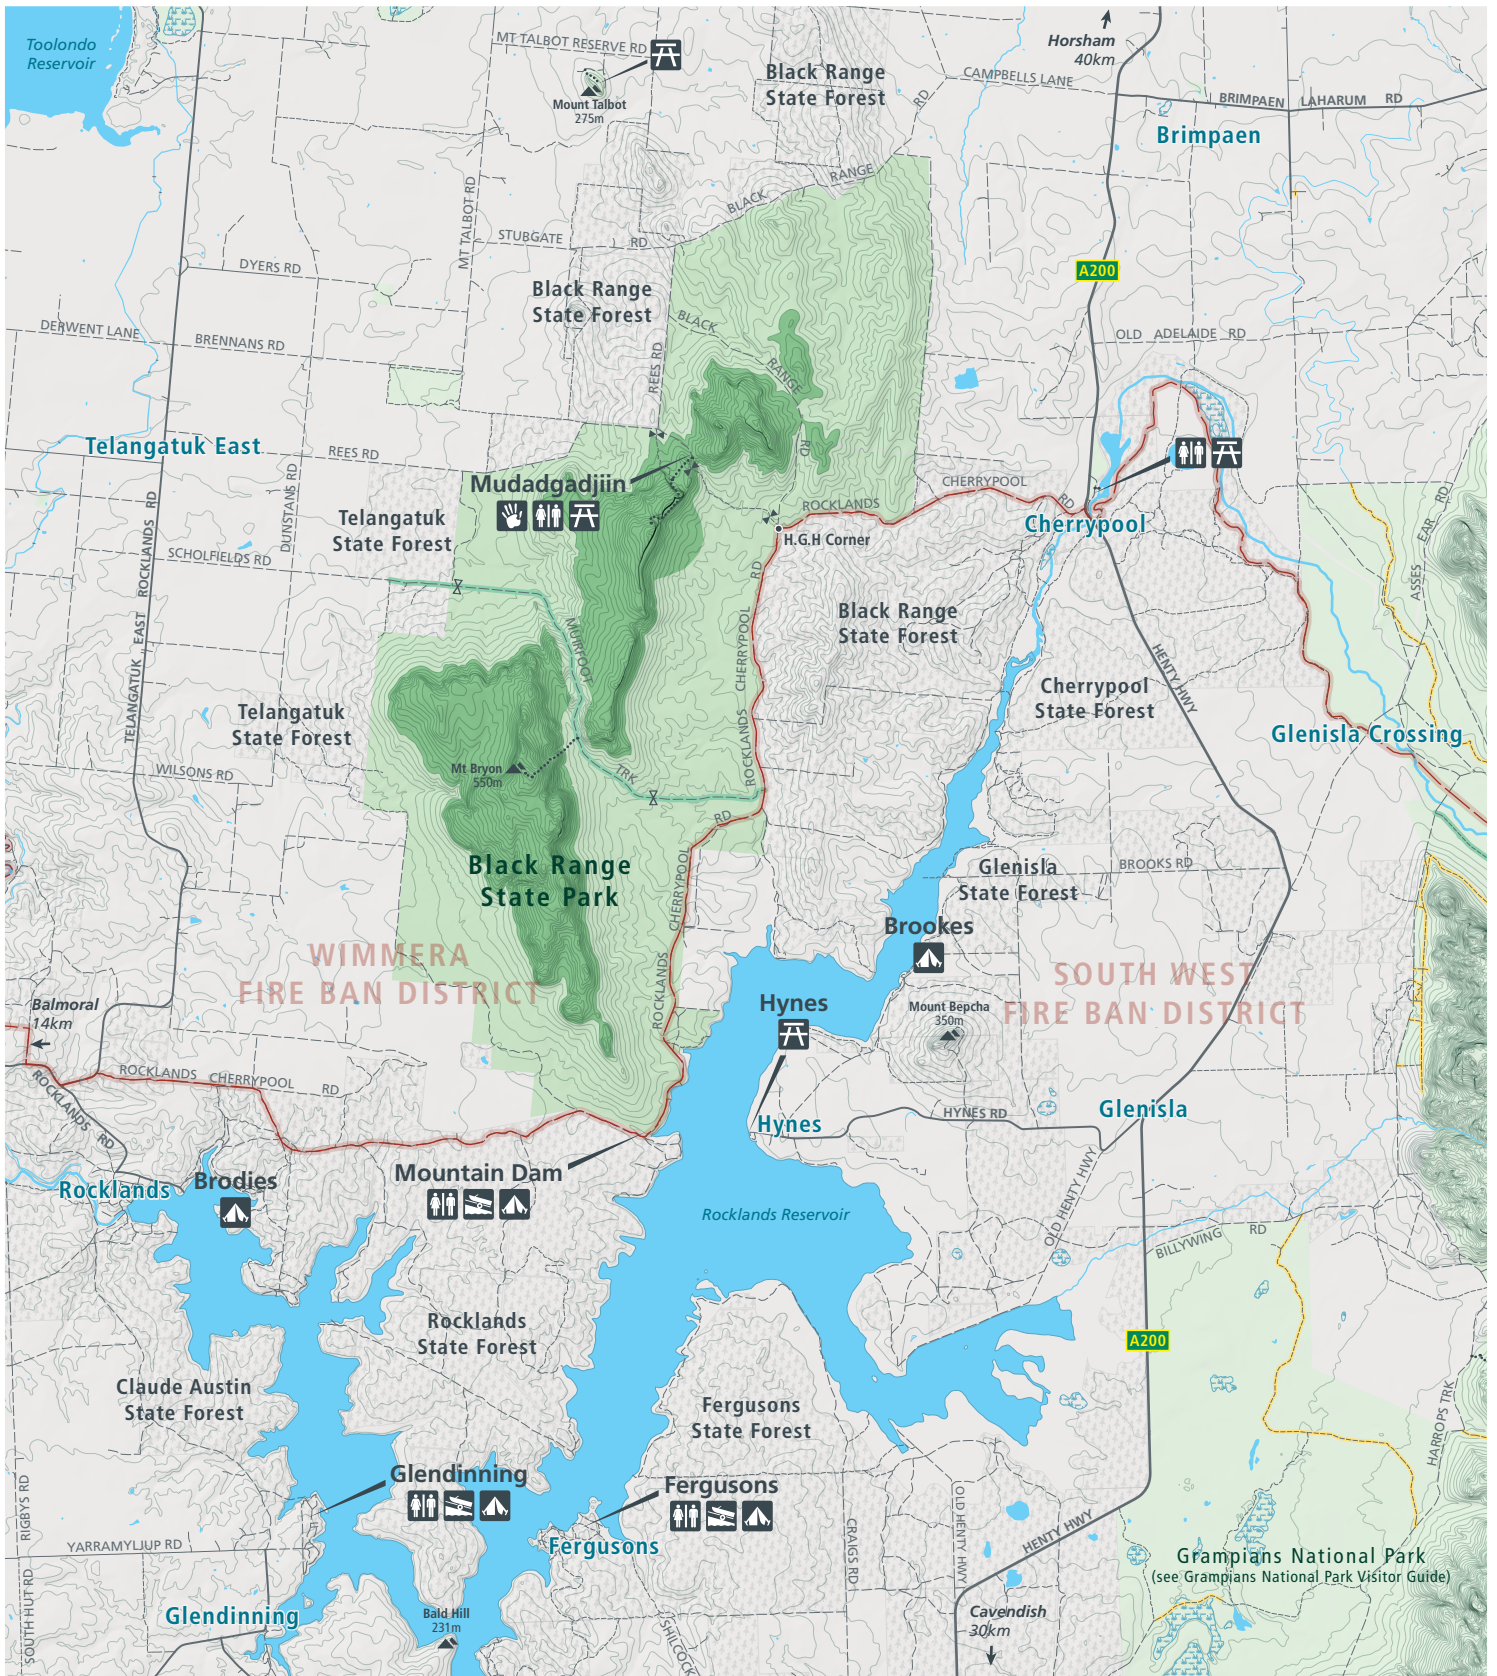 Toolondo
Reservoir
MT TALBOT RESERVE RD
Mount Talbot
275m
Black Range
State Forest
RD
Horsham
40km
CAMPBELLS LANE
BRIMPAEN LAHARUM RD
Brimpaen
MT TALBOT RD
BLACK RANGE
STUBGATE RD
DYERS RD
A200
Black Range
State Forest
BLACK RANGE RD
DERWENT LANE
BRENNANS RD
REES RD
OLD ADELAIDE RD
Telangatuk East
REES RD
Mudadgadjiin
DUNSTANS RD
TELANGATUK EAST ROCKLANDS RD
Telangatuk
State Forest
SCHOLFIELDS RD
ROCKLANDS CHERRYPOOL RD
Cherrypool
H.G.H Corner
ASSES EAR RD
Black Range
State Forest
MUIRFOOT TRK
ROCKLANDS CHERRYPOOL RD
HENTY HWY
Cherrypool
State Forest
Telangatuk
State Forest
Glenisla Crossing
WILSONS RD
Mt Bryon
550m
RD
Black Range
State Park
ROCKLANDS CHERRYPOOL
Glenisla
State Forest
BROOKS RD
Brookes
WIMMERA
FIRE BAN DISTRICT
SOUTH WEST
FIRE BAN DISTRICT
Balmoral
14km
Hynes
Mount Bepcha
350m
ROCKLANDS CHERRYPOOL RD
ROCKLANDS RD
HYNES RD
Glenisla
Hynes
Rocklands
Brodies
Mountain Dam
Rocklands Reservoir
OLD HENTY HWY
BILLYWING RD
Rocklands
State Forest
A200
Claude Austin
State Forest
Fergusons
State Forest
HARROPS TRK
Glendinning
Fergusons
RIGBYS RD
YARRAMYLJUP RD
Fergusons
CRAIGS RD
OLD HENTY HWY
HENTY HWY
Grampians National Park
(see Grampians National Park Visitor Guide)
SOUTH HUT RD
Glendinning
Bald Hill
231m
SHILCOCK
Cavendish
30km